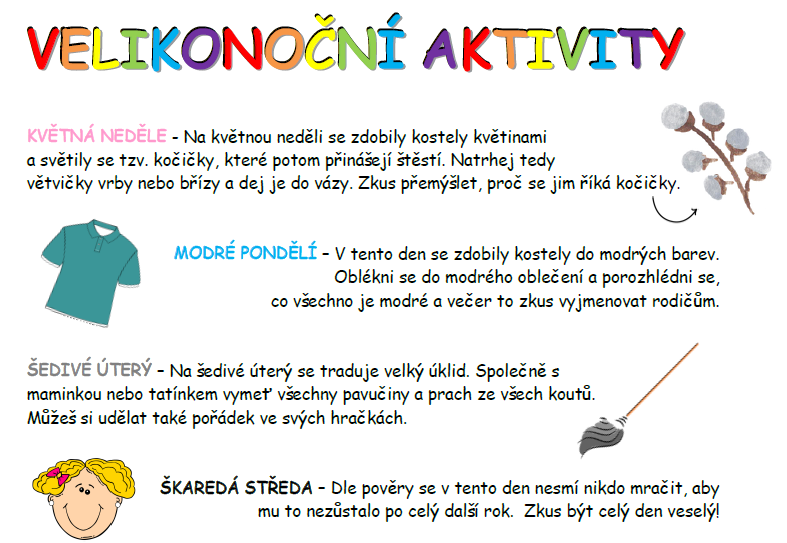 VELIKONOČNÍ AKTIVITY
KVĚTNÁ NEDĚLE - Na květnou neděli se zdobily kostely květinami
a světily se tzv. kočičky, které potom přinášejí štěstí. Natrhej tedy
větvičky vrby nebo břízy a dej je do vázy. Zkus přemýšlet, proč se jim říká kočičky.
MODRÉ PONDĚLÍ – V tento den se zdobily kostely do modrých barev.
Oblékni se do modrého oblečení a porozhlédni se,
co všechno je modré a večer to zkus vyjmenovat rodičům.
ŠEDIVÉ ÚTERÝ – Na šedivé úterý se traduje velký úklid. Společně s
maminkou nebo tatínkem vymeť všechny pavučiny a prach ze všech koutů.
Můžeš si udělat také pořádek ve svých hračkách.
ŠKAREDÁ STŘEDA – Dle pověry se v tento den nesmí nikdo mračit, aby
mu to nezůstalo po celý další rok. Zkus být celý den veselý!